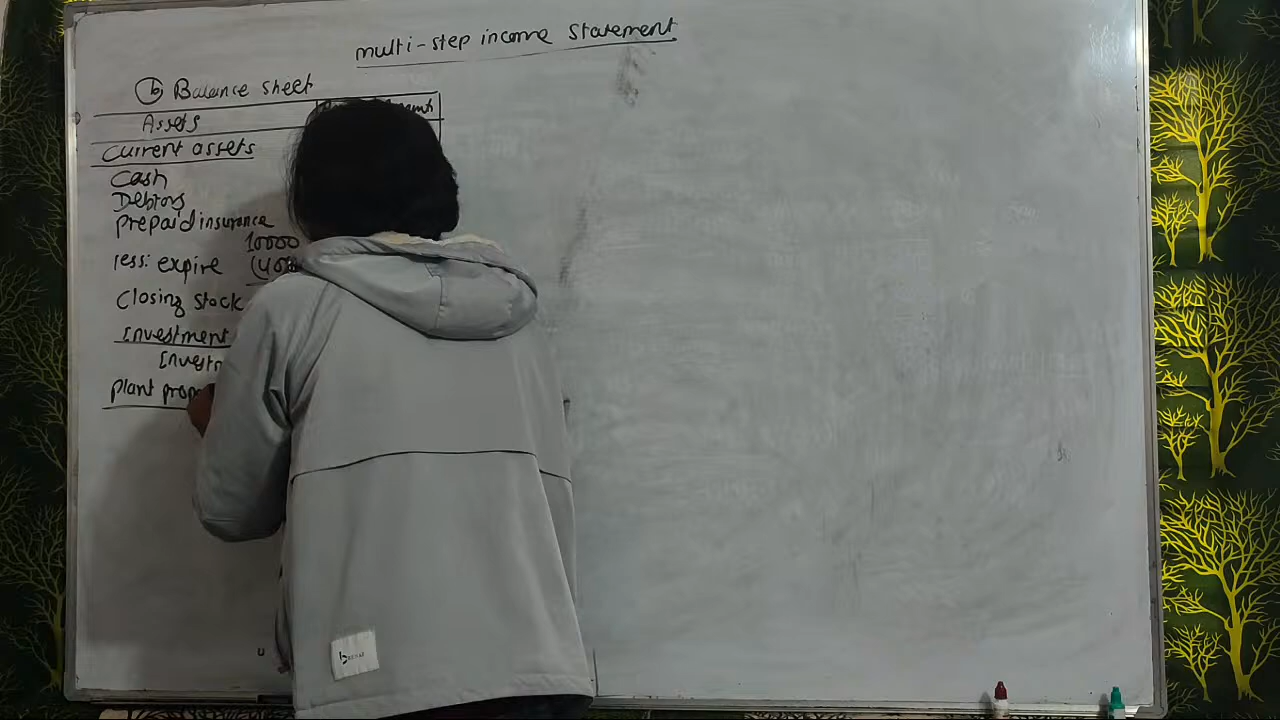 multi-step income statement
(b) Balance sheet
Assets
Current assets
Cash
Debtors
prepaid insurance
10000
less: expire
Closing stock
Investment
plant